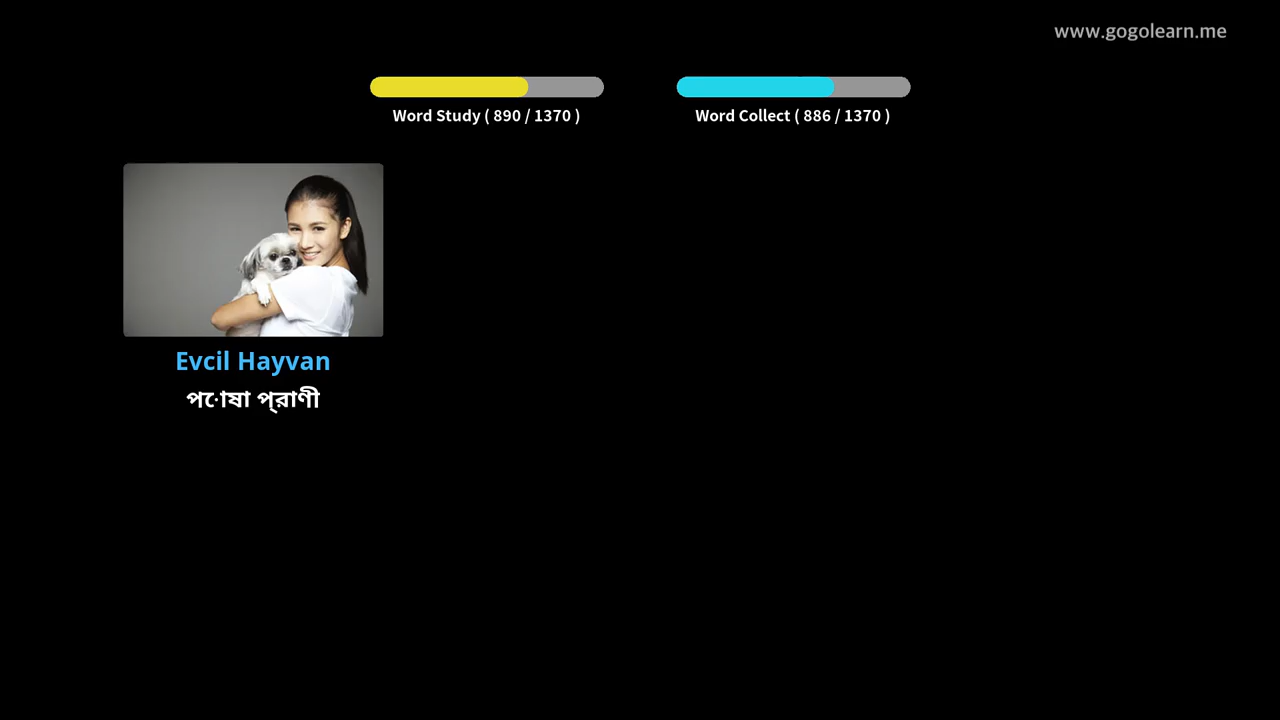 www.gogolearn.me
Word Study ( 890 / 1370 )
Word Collect ( 886 / 1370 )
Evcil Hayvan
পোষা প্রাণী